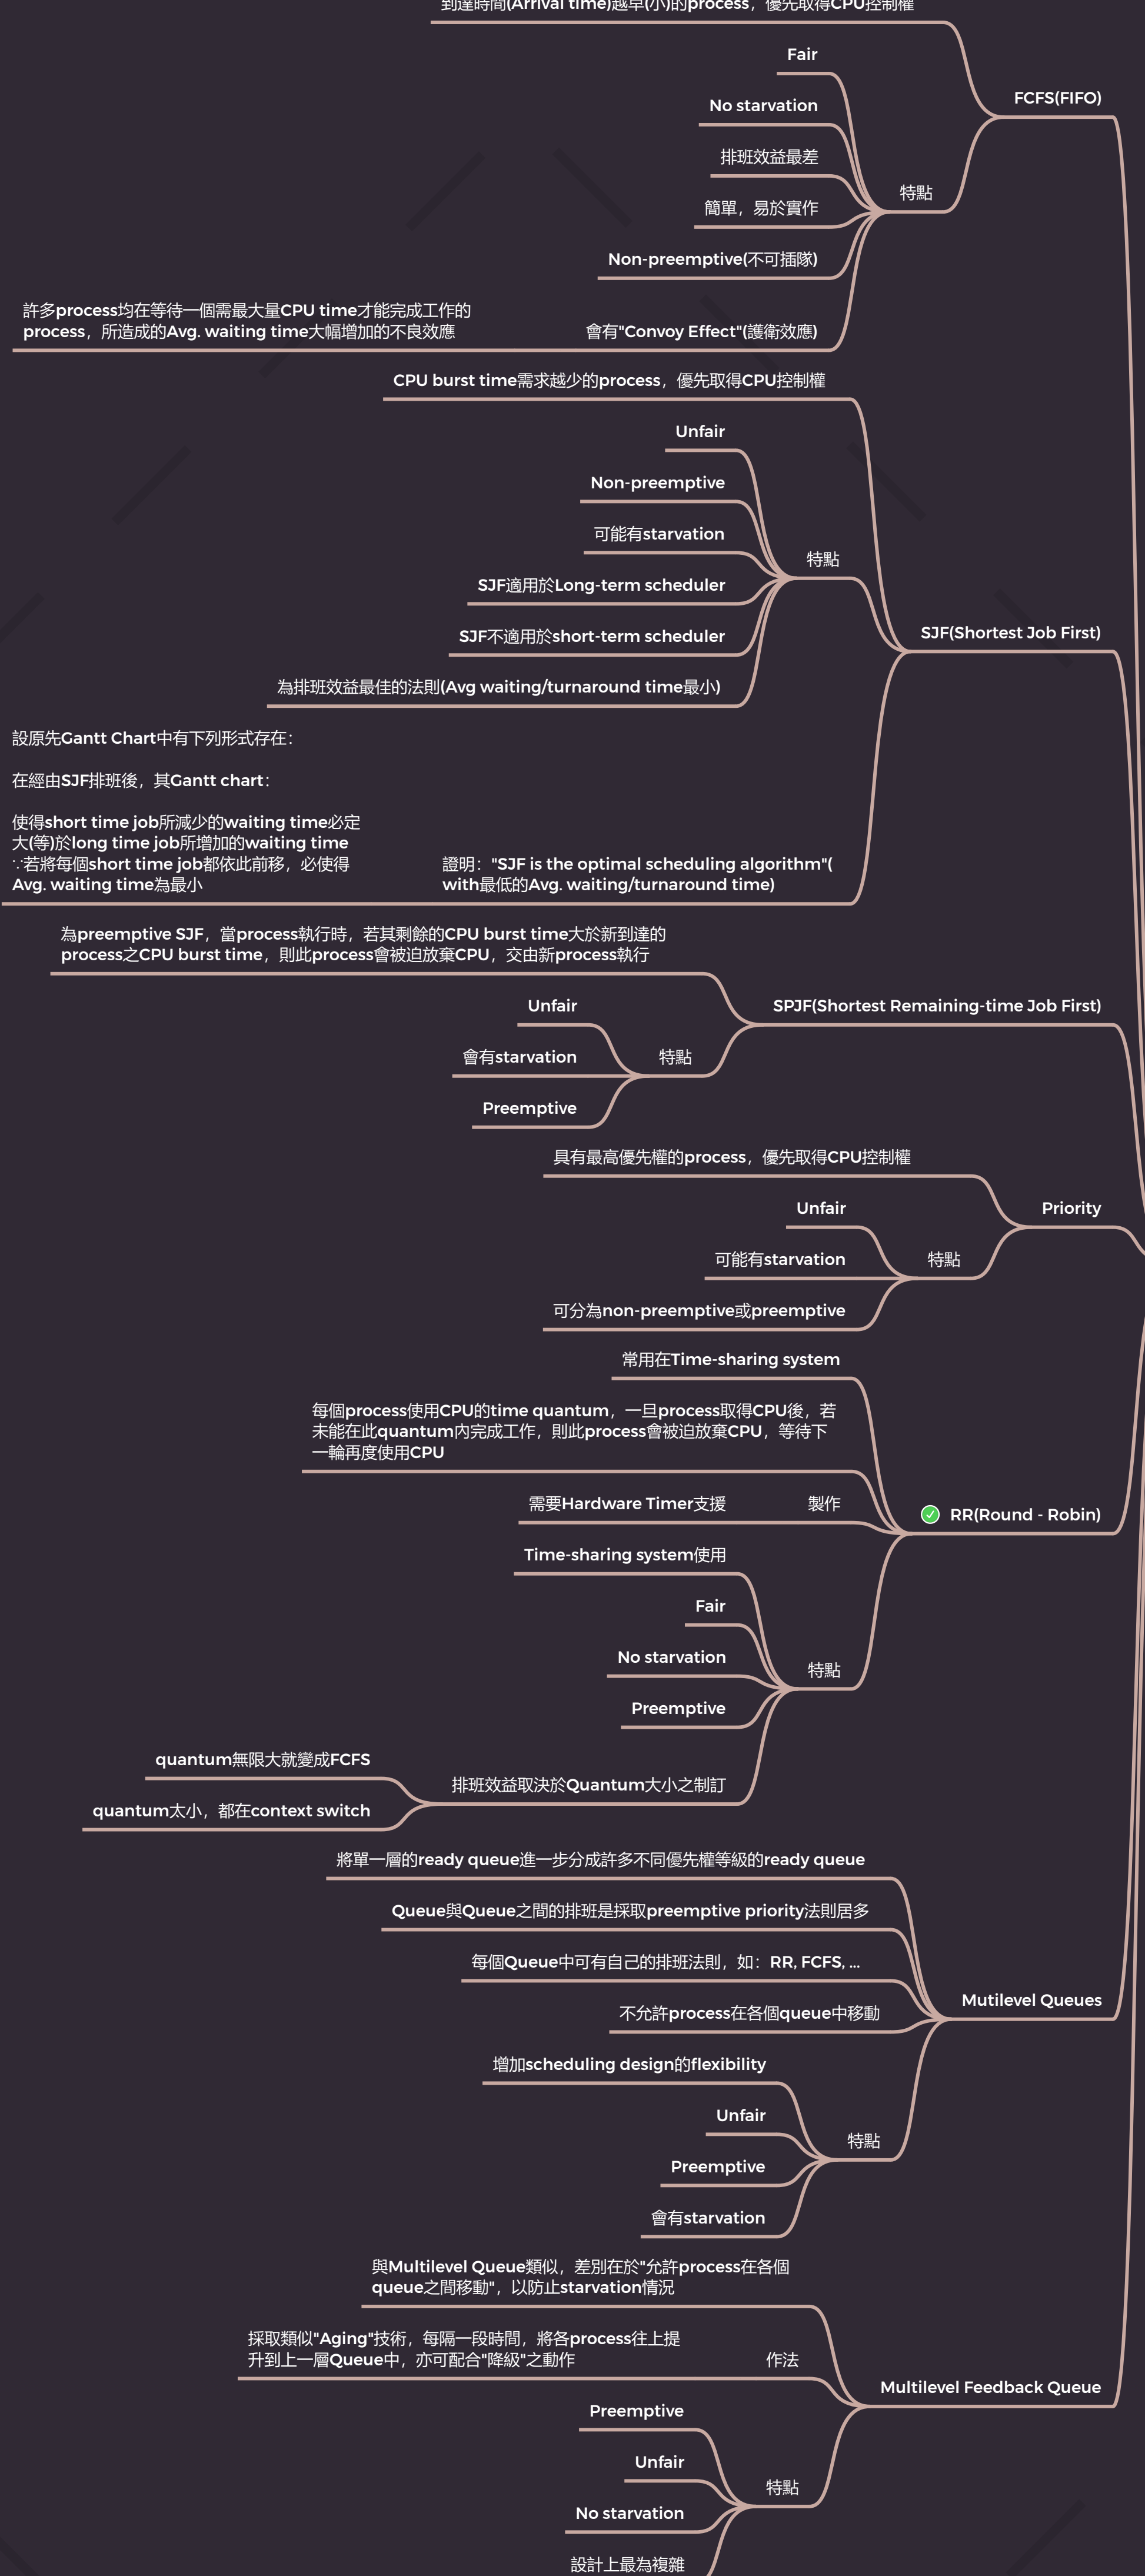 到達時間(Arrival time)越早(小)的process，優先取得CPU控制權
Fair
No starvation
排班效益最差
簡單，易於實作
Non-preemptive(不可插隊)
許多process均在等待一個需最大量CPU time才能完成工作的
process，所造成的Avg. waiting time大幅增加的不良效應
會有"Convoy Effect"(護衛效應)
特點
FCFS(FIFO)
CPU burst time需求越少的process，優先取得CPU控制權
Unfair
Non-preemptive
可能有starvation
SJF適用於Long-term scheduler
SJF不適用於short-term scheduler
為排班效益最佳的法則(Avg waiting/turnaround time最小)
特點
設原先Gantt Chart中有下列形式存在：
在經由SJF排班後，其Gantt chart：
使得short time job所減少的waiting time必定
大(等)於long time job所增加的waiting time
∵若將每個short time job都依此前移，必使得
Avg. waiting time為最小
證明："SJF is the optimal scheduling algorithm"(
with最低的Avg. waiting/turnaround time)
SJF(Shortest Job First)
為preemptive SJF，當process執行時，若其剩餘的CPU burst time大於新到達的
process之CPU burst time，則此process會被迫放棄CPU，交由新process執行
Unfair
會有starvation
Preemptive
特點
SPJF(Shortest Remaining-time Job First)
具有最高優先權的process，優先取得CPU控制權
Unfair
可能有starvation
可分為non-preemptive或preemptive
特點
Priority
常用在Time-sharing system
每個process使用CPU的time quantum，一旦process取得CPU後，若
未能在此quantum內完成工作，則此process會被迫放棄CPU，等待下
一輪再度使用CPU
需要Hardware Timer支援
製作
Time-sharing system使用
Fair
No starvation
Preemptive
quantum無限大就變成FCFS
quantum太小，都在context switch
排班效益取決於Quantum大小之制訂
特點
RR(Round - Robin)
將單一層的ready queue進一步分成許多不同優先權等級的ready queue
Queue與Queue之間的排班是採取preemptive priority法則居多
每個Queue中可有自己的排班法則，如：RR, FCFS, ...
不允許process在各個queue中移動
增加scheduling design的flexibility
Unfair
Preemptive
會有starvation
特點
Mutilevel Queues
與Multilevel Queue類似，差別在於"允許process在各個
queue之間移動"，以防止starvation情況
採取類似"Aging"技術，每隔一段時間，將各process往上提
升到上一層Queue中，亦可配合"降級"之動作
作法
Preemptive
Unfair
No starvation
設計上最為複雜
特點
Multilevel Feedback Queue